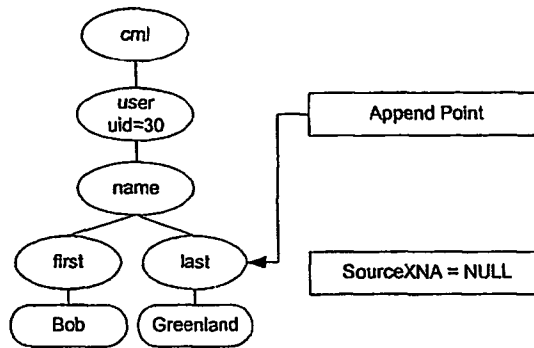 cml
user
uid=30
Append Point
name
first
last
SourceXNA = NULL
Bob
Greenland